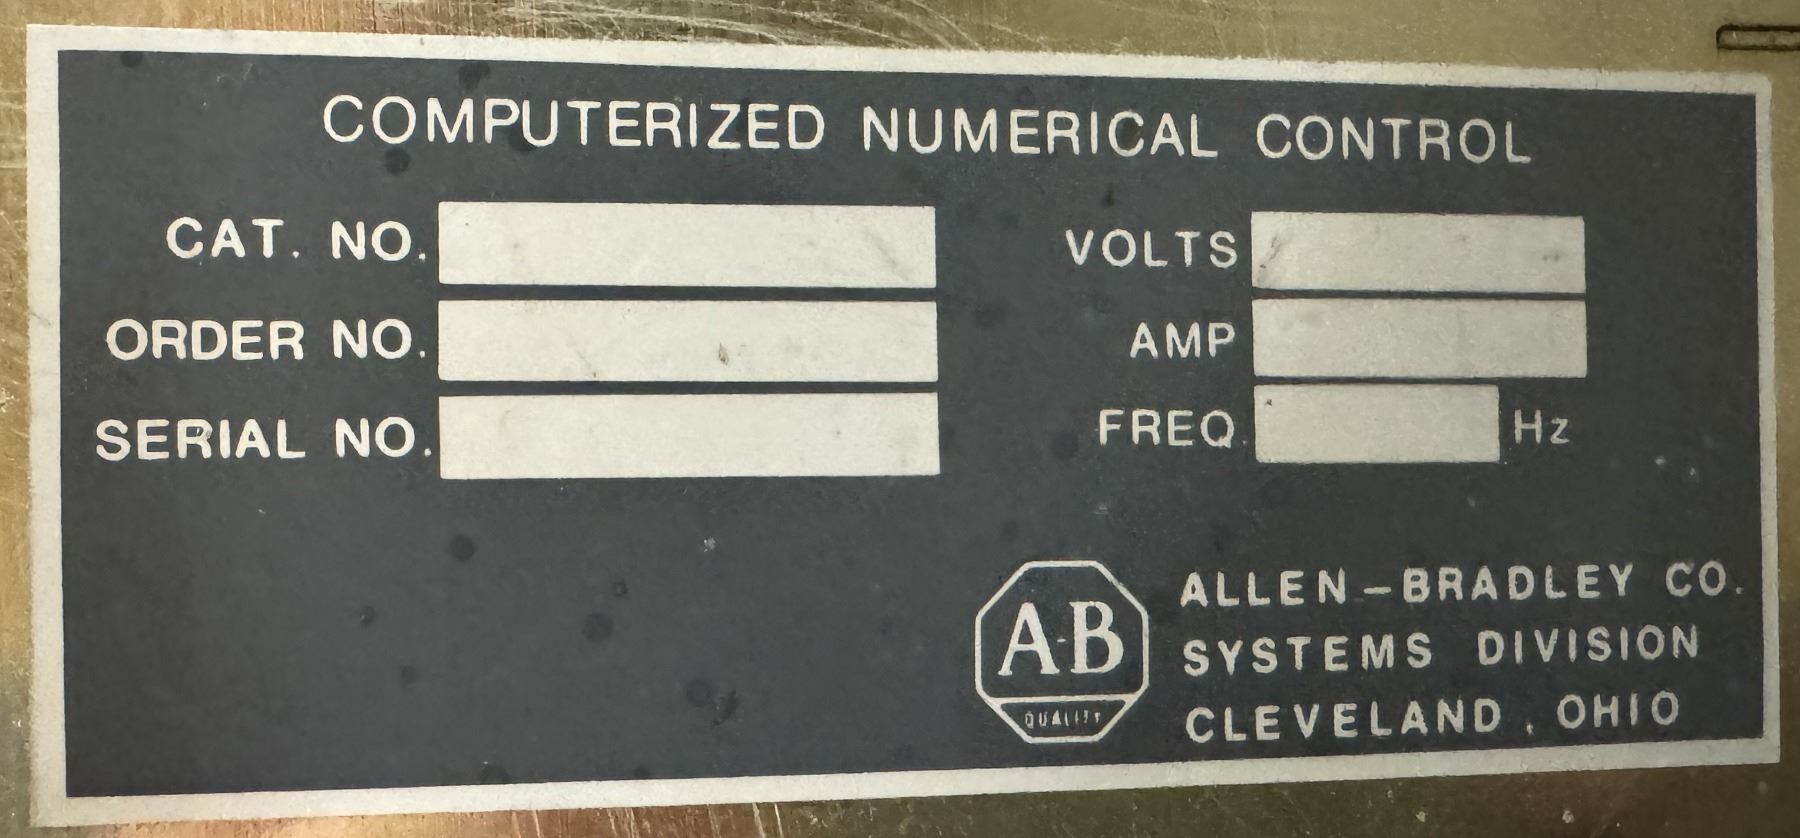 COMPUTERIZED NUMERICAL CONTROL
CAT. NO.
ORDER NO.
SERIAL NO.
VOLTS
AMP
FREQ.
Hz
A-B
QUALITY
ALLEN-BRADLEY CO.
SYSTEMS DIVISION
CLEVELAND, OHIO